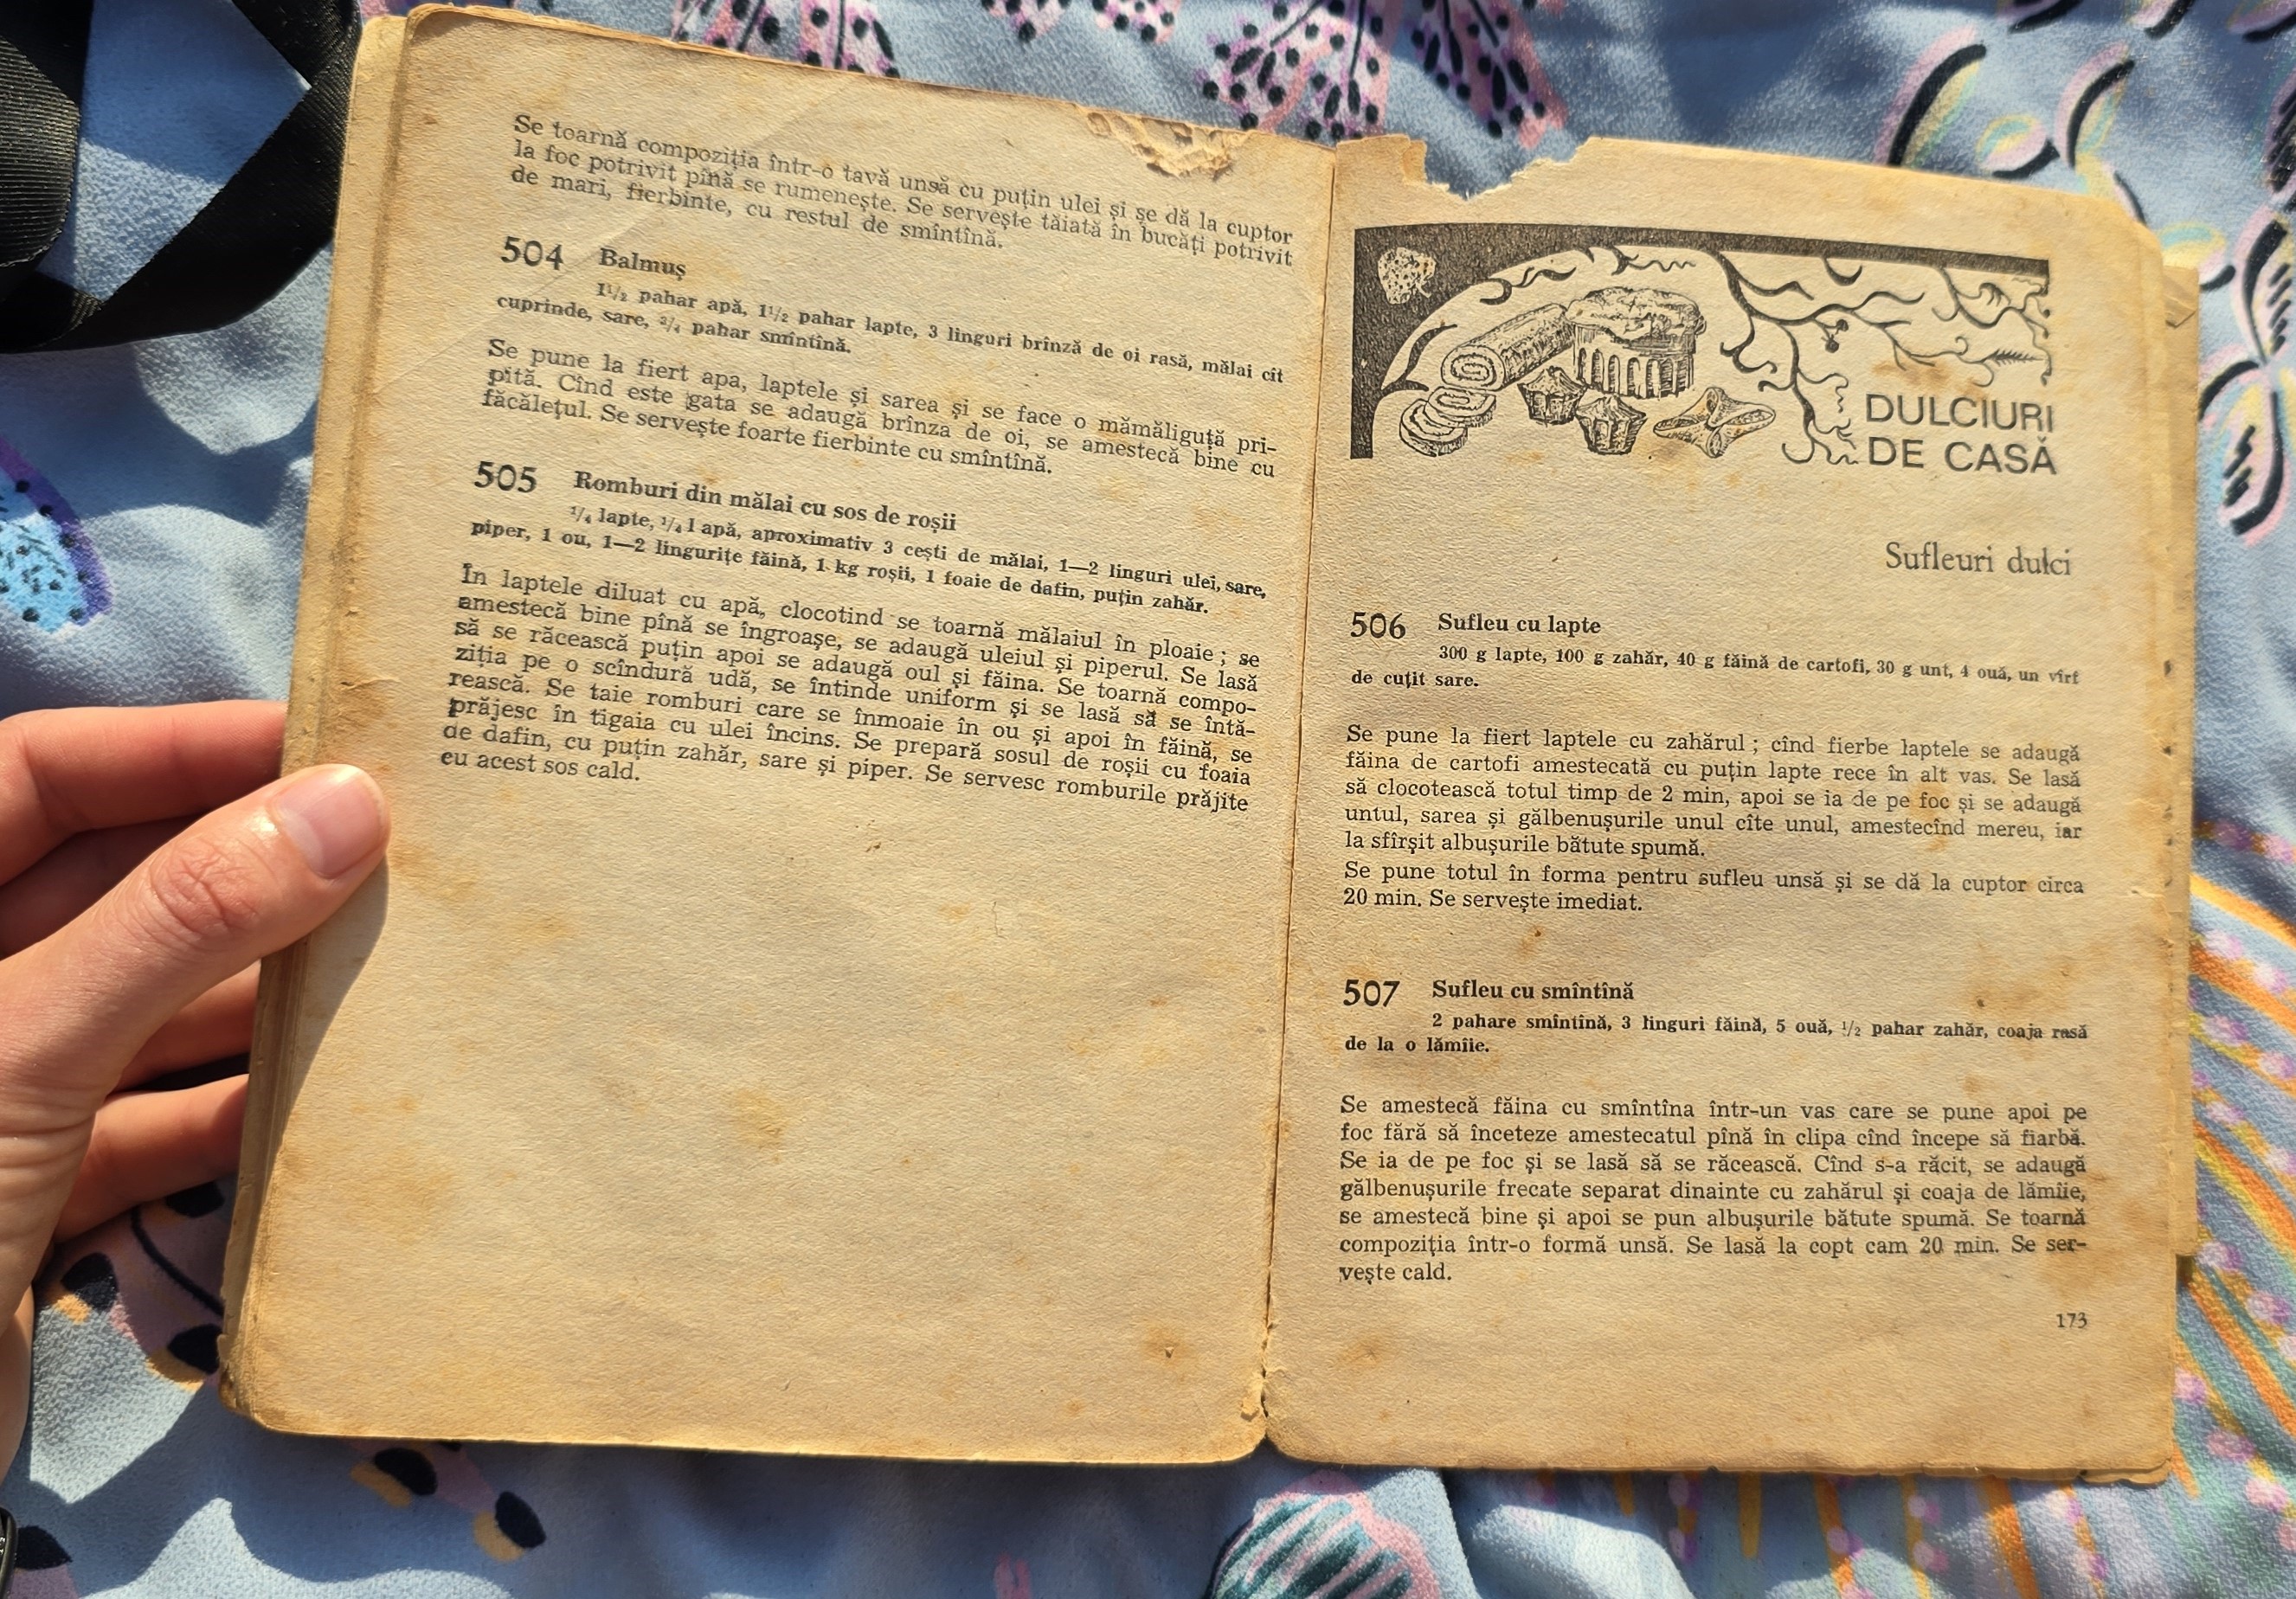 Se toarnă compoziția într-o tavă unsă cu puțin ulei și se dă la cuptor
la foc potrivit pînă se rumenește. Se servește tăiată în bucăți potrivit
de mari, fierbinte, cu restul de smîntînă.
504 Balmuș
1 1/2 pahar apă, 1 1/2 pahar lapte, 3 linguri brînză de oi rasă, mălai cît
cuprinde, sare, 3/4 pahar smîntînă.
Se pune la fiert apa, laptele și sarea și se face o mămăliguță pri-
pită. Cînd este gata se adaugă brînza de oi, se amestecă bine cu
făcălețul. Se servește foarte fierbinte cu smîntînă.
505 Romburi din mălai cu sos de roșii
1/4 lapte, 1/4 l apă, aproximativ 3 cești de mălai, 1—2 linguri ulei, sare,
piper, 1 ou, 1—2 lingurițe făină, 1 kg roșii, 1 foaie de dafin, puțin zahăr.
În laptele diluat cu apă, clocotind se toarnă mălaiul în ploaie ; se
amestecă bine pînă se îngroașe, se adaugă uleiul și piperul. Se lasă
să se răcească puțin apoi se adaugă oul și făina. Se toarnă compo-
ziția pe o scîndură udă, se întinde uniform și se lasă să se întă-
rească. Se taie romburi care se înmoaie în ou și apoi în făină, se
prăjesc în tigaia cu ulei încins. Se prepară sosul de roșii cu foaia
de dafin, cu puțin zahăr, sare și piper. Se servesc romburile prăjite
cu acest sos cald.
DULCIURI
DE CASĂ
Sufleuri dulci
506 Sufleu cu lapte
300 g lapte, 100 g zahăr, 40 g făină de cartofi, 30 g unt, 4 ouă, un vîrf
de cuțit sare.
Se pune la fiert laptele cu zahărul ; cînd fierbe laptele se adaugă
făina de cartofi amestecată cu puțin lapte rece în alt vas. Se lasă
să clocotească totul timp de 2 min, apoi se ia de pe foc și se adaugă
untul, sarea și gălbenușurile unul cîte unul, amestecînd mereu, iar
la sfîrșit albușurile bătute spumă.
Se pune totul în forma pentru sufleu unsă și se dă la cuptor circa
20 min. Se servește imediat.
507 Sufleu cu smîntînă
2 pahare smîntînă, 3 linguri făină, 5 ouă, 1/2 pahar zahăr, coaja rasă
de la o lămîie.
Se amestecă făina cu smîntîna într-un vas care se pune apoi pe
foc fără să înceteze amestecatul pînă în clipa cînd începe să fiarbă.
Se ia de pe foc și se lasă să se răcească. Cînd s-a răcit, se adaugă
gălbenușurile frecate separat dinainte cu zahărul și coaja de lămîie,
se amestecă bine și apoi se pun albușurile bătute spumă. Se toarnă
compoziția într-o formă unsă. Se lasă la copt cam 20 min. Se ser-
vește cald.
173